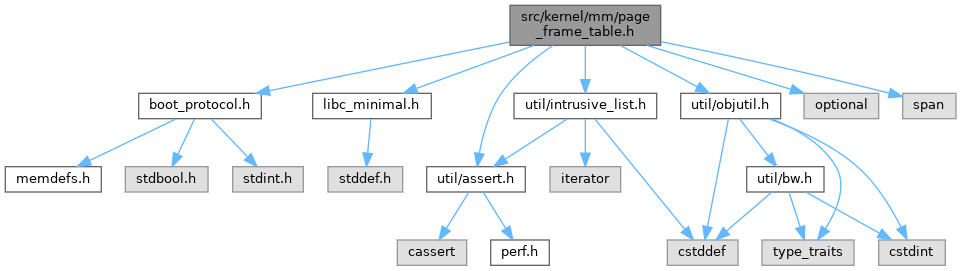 src/kernel/mm/page
_frame_table.h
boot_protocol.h
libc_minimal.h
util/intrusive_list.h
util/objutil.h
optional
span
memdefs.h
stdbool.h
stdint.h
stddef.h
util/assert.h
iterator
util/bw.h
cassert
perf.h
cstddef
type_traits
cstdint